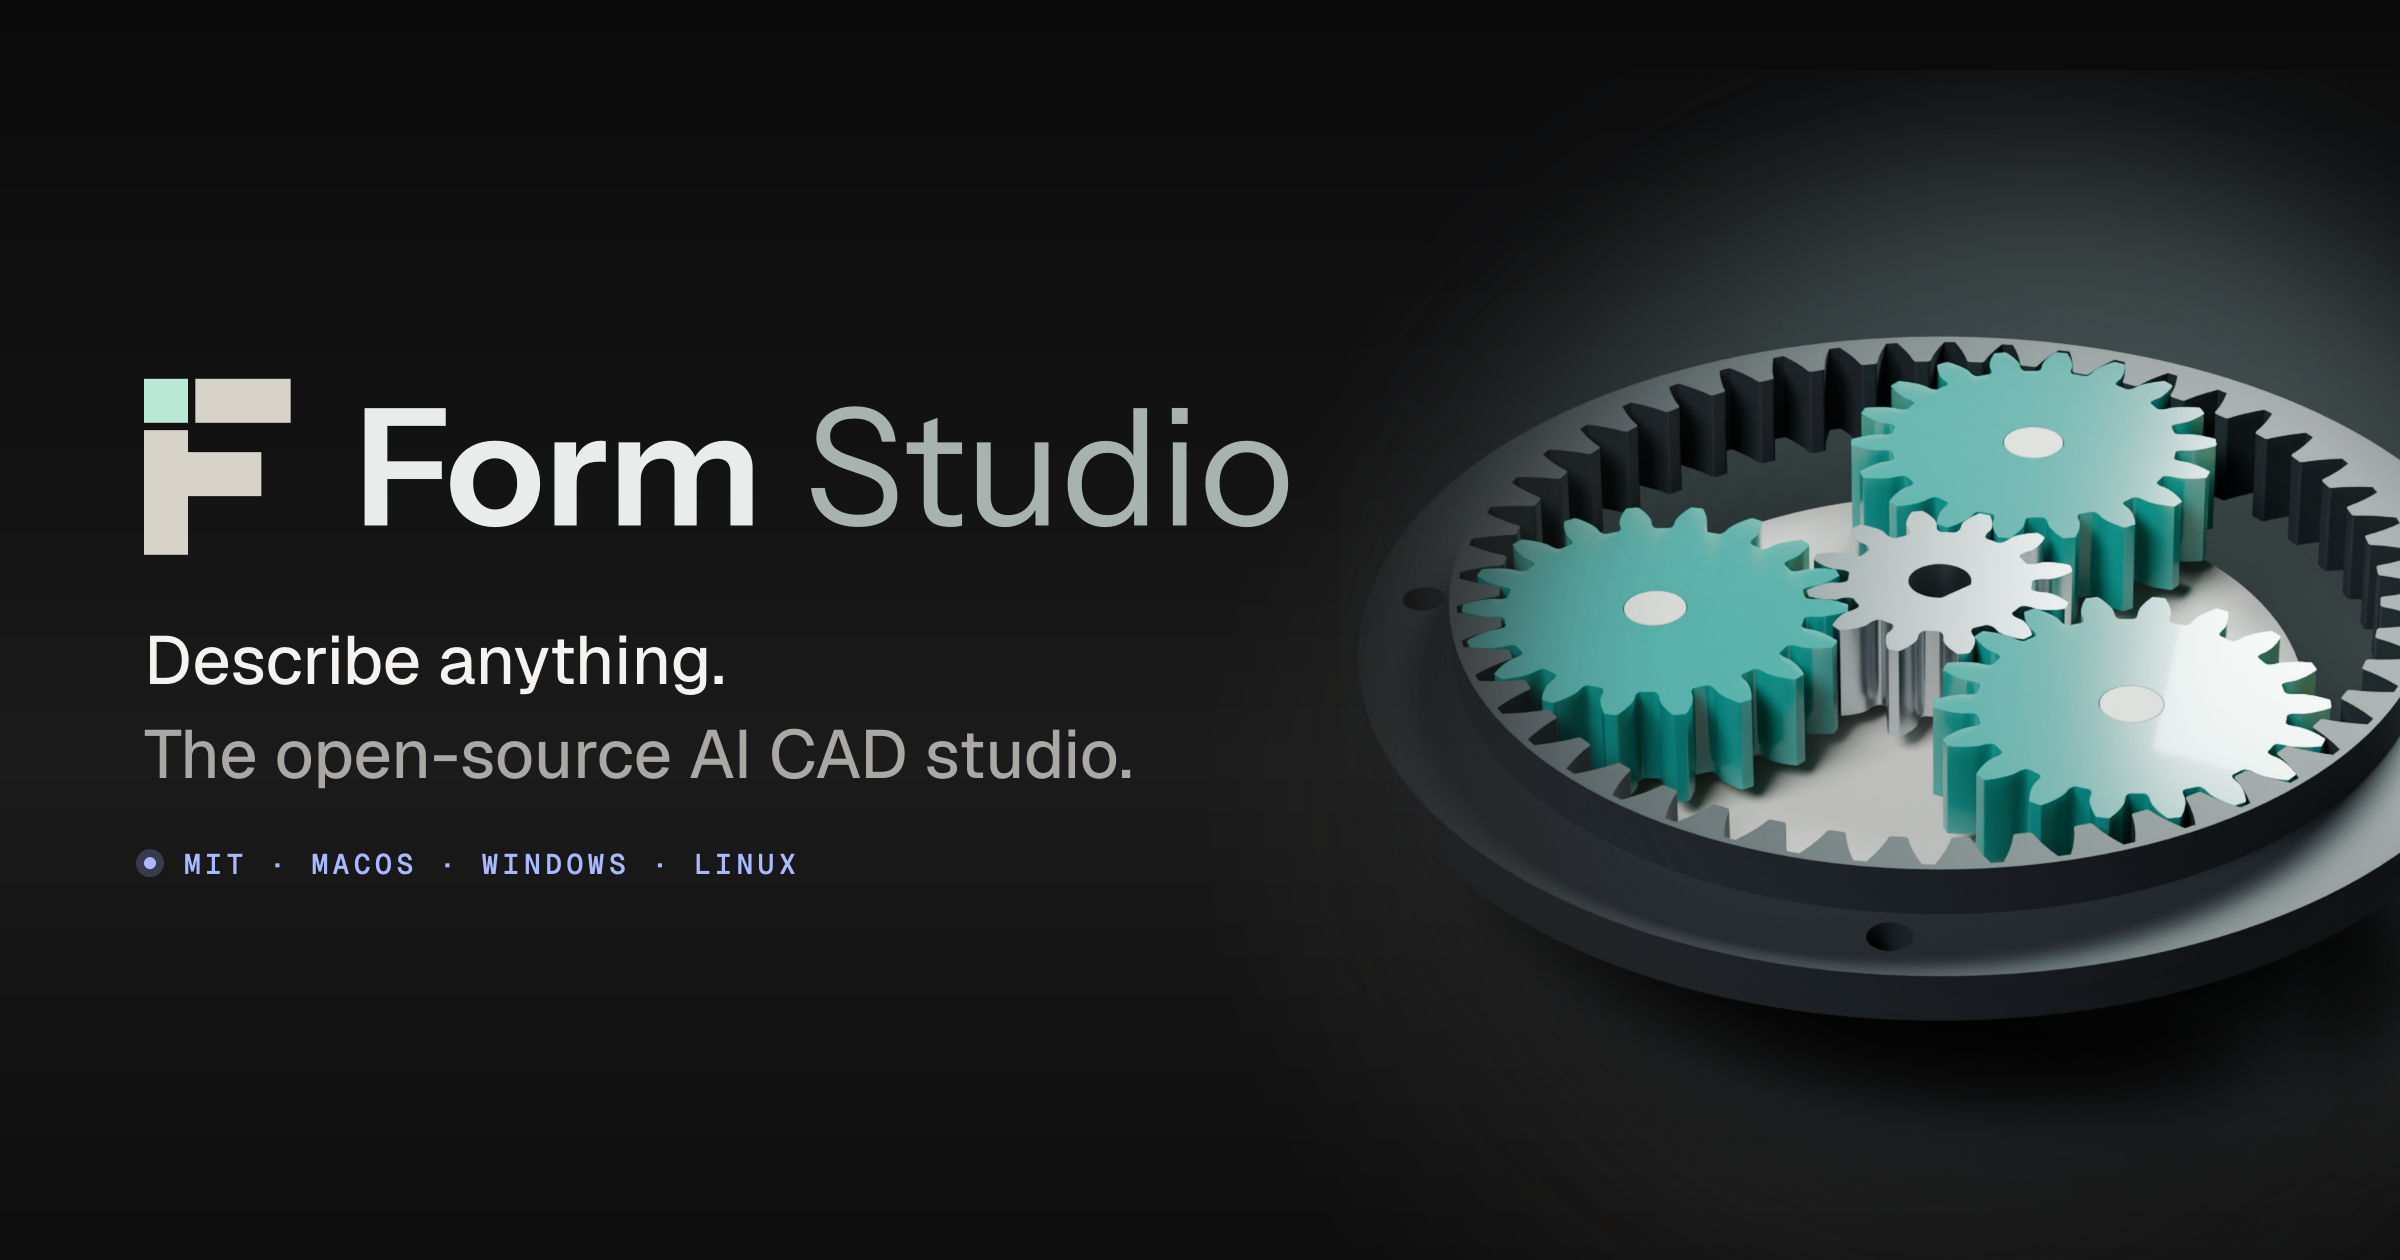 Form Studio
Describe anything.
The open-source AI CAD studio.
MIT · MACOS · WINDOWS · LINUX